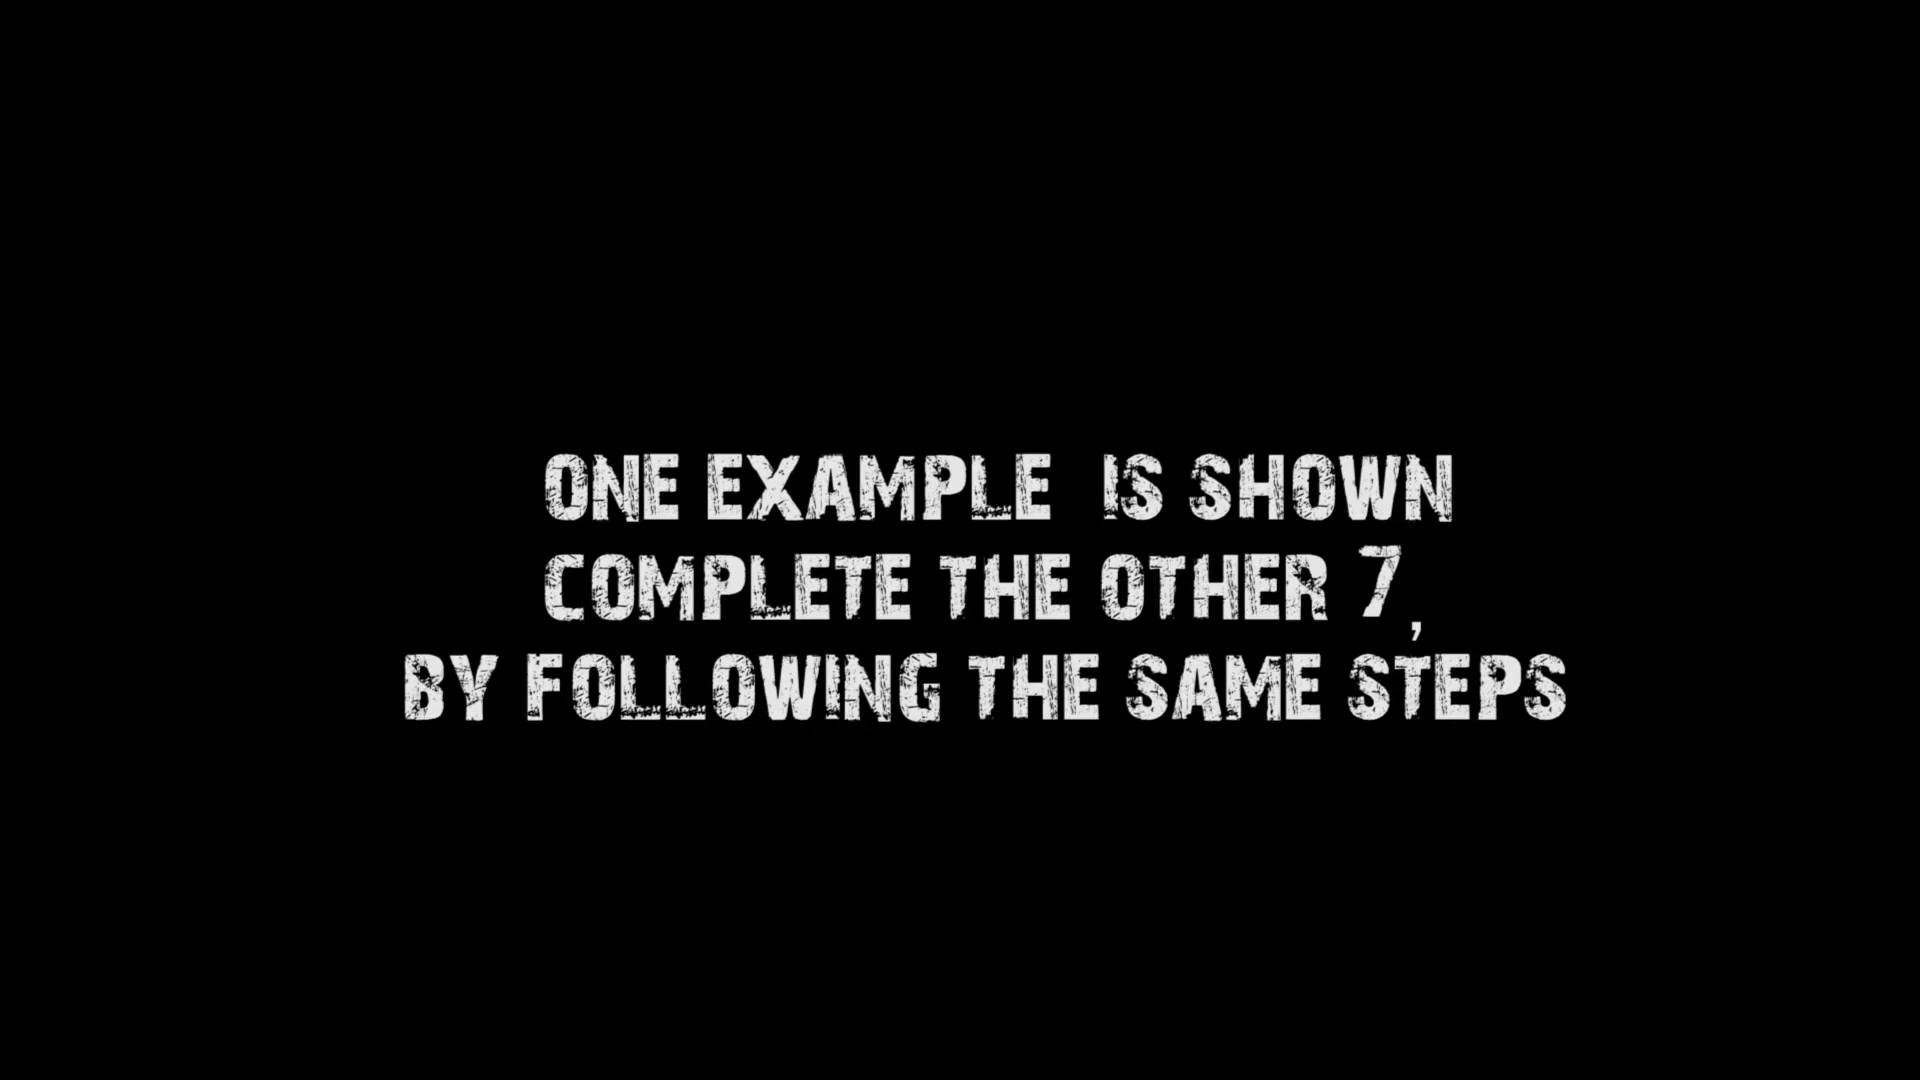 ONE EXAMPLE IS SHOWN
COMPLETE THE OTHER 7,
BY FOLLOWING THE SAME STEPS